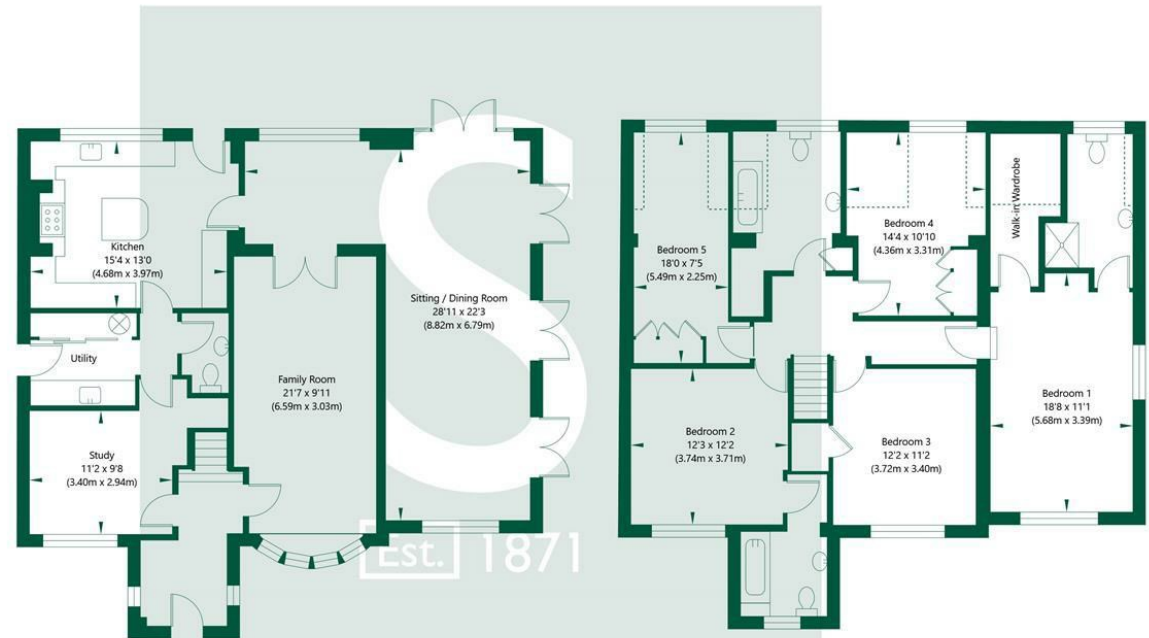 Kitchen
15'4 x 13'0
(4.68m x 3.97m)
Utility
Study
11'2 x 9'8
(3.40m x 2.94m)
Family Room
21'7 x 9'11
(6.59m x 3.03m)
Sitting / Dining Room
28'11 x 22'3
(8.82m x 6.79m)
Bedroom 5
18'0 x 7'5
(5.49m x 2.25m)
Bedroom 4
14'4 x 10'10
(4.36m x 3.31m)
Walk-in Wardrobe
Bedroom 2
12'3 x 12'2
(3.74m x 3.71m)
Bedroom 3
12'2 x 11'2
(3.72m x 3.40m)
Bedroom 1
18'8 x 11'1
(5.68m x 3.39m)
S
Est. 1871